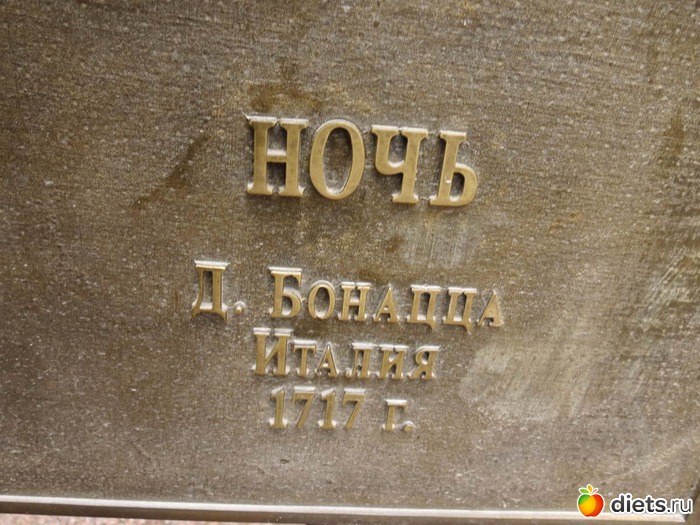 НОЧЬ
Д. БОНАЦЦА
ИТАЛИЯ
1717 г.
diets.ru